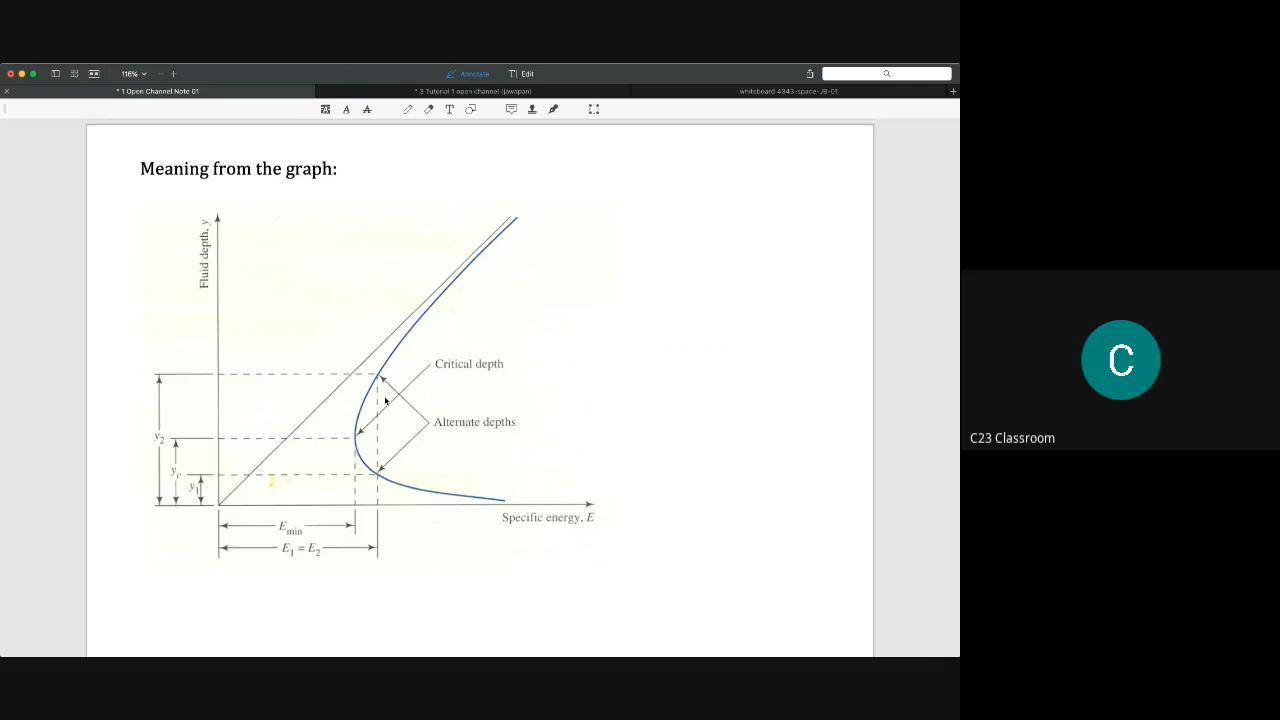 116%
Annotate
Edit
* 1 Open Channel Note 01
* 3 Tutorial 1 open channel (jawapan)
whiteboard 4343-space-JB-01
Meaning from the graph:
Fluid depth, y
Critical depth
Alternate depths
y2
yc
y1
Specific energy, E
Emin
E1 = E2
C
C23 Classroom